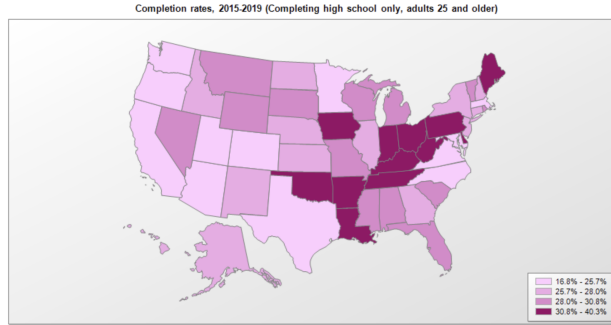 Completion rates, 2015-2019 (Completing high school only, adults 25 and older)
16.8% - 25.7%
25.7% - 28.0%
28.0% - 30.8%
30.8% - 40.3%